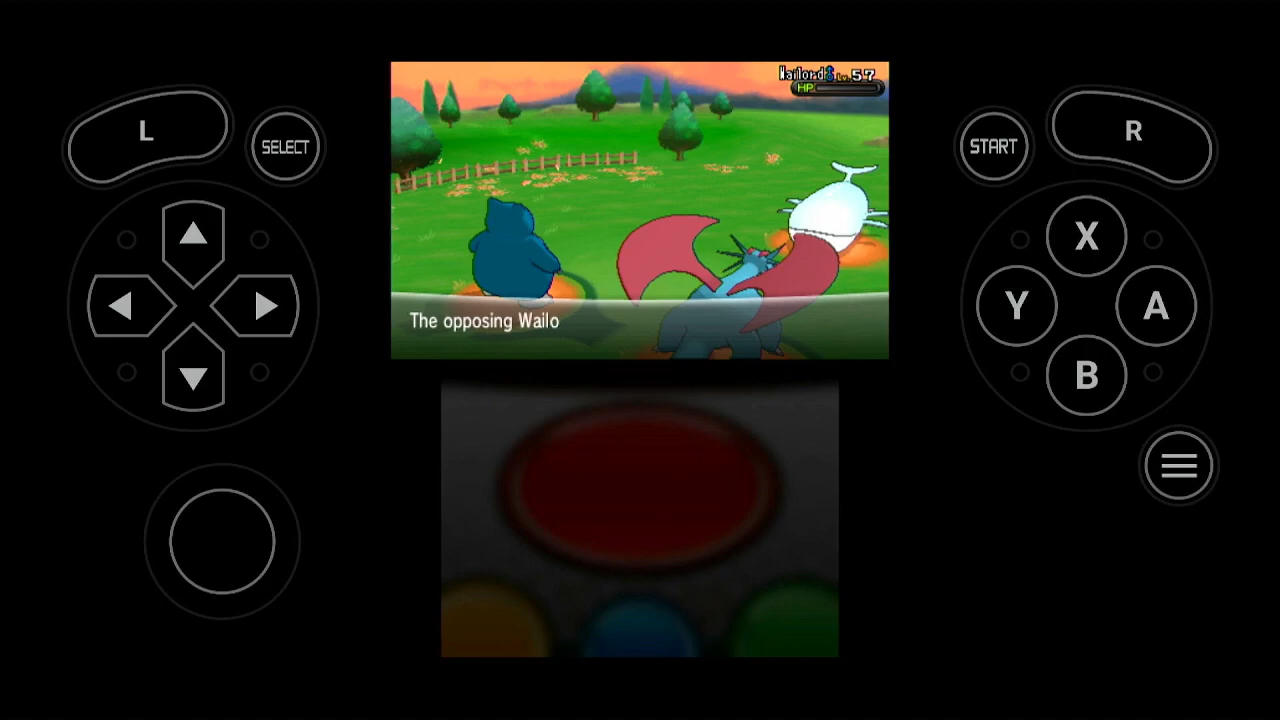 Wailord♂ Lv.57
HP
L
SELECT
START
R
X
Y
A
B
The opposing Wailo